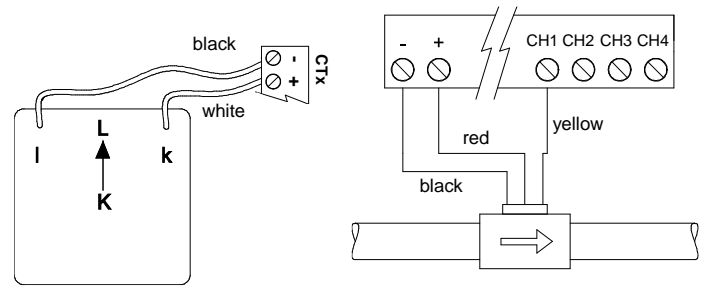 black
-
+
CTx
white
L
l
k
K
-
+
CH1 CH2 CH3 CH4
red
yellow
black